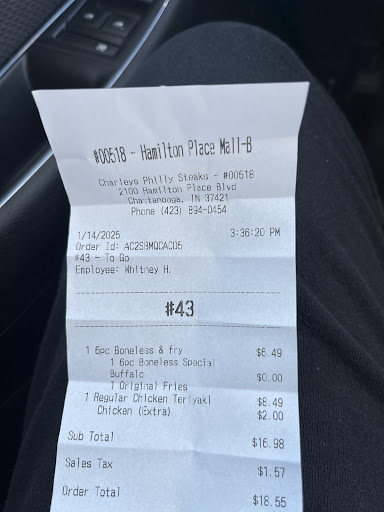 #00518 - Hamilton Place Mall-B
Charleys Philly Steaks - #00518
2100 Hamilton Place Blvd
Chattanooga, TN 37421
Phone (423) 894-0454
1/14/2025 3:36:20 PM
Order Id: AC2S8MQCAC05
#43 - To Go
Employee: Whitney H.
#43
1 6pc Boneless & fry $6.49
1 6pc Boneless Special
Buffalo $0.00
1 Original Fries
1 Regular Chicken Teriyaki $8.49
Chicken (Extra) $2.00
Sub Total $16.98
Sales Tax $1.57
Order Total $18.55